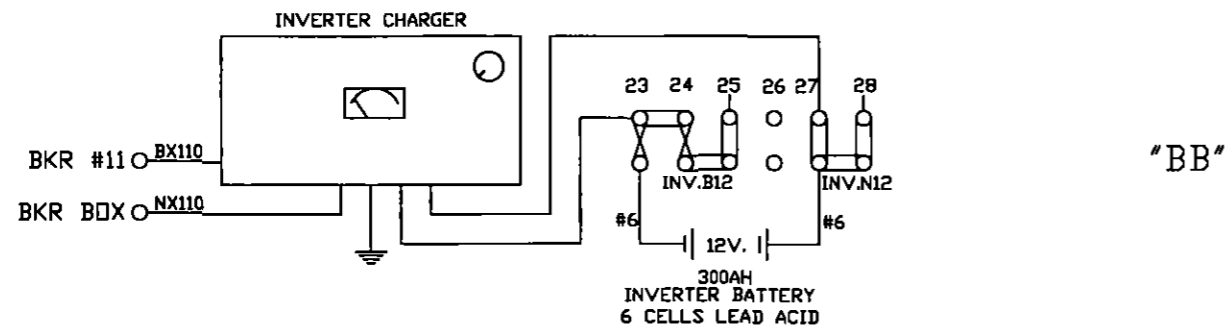 INVERTER CHARGER
23 24 25 26 27 28
BKR #11 BX110
INV.B12 INV.N12
"BB"
BKR BOX NX110
#6 #6
12V.
300AH
INVERTER BATTERY
6 CELLS LEAD ACID